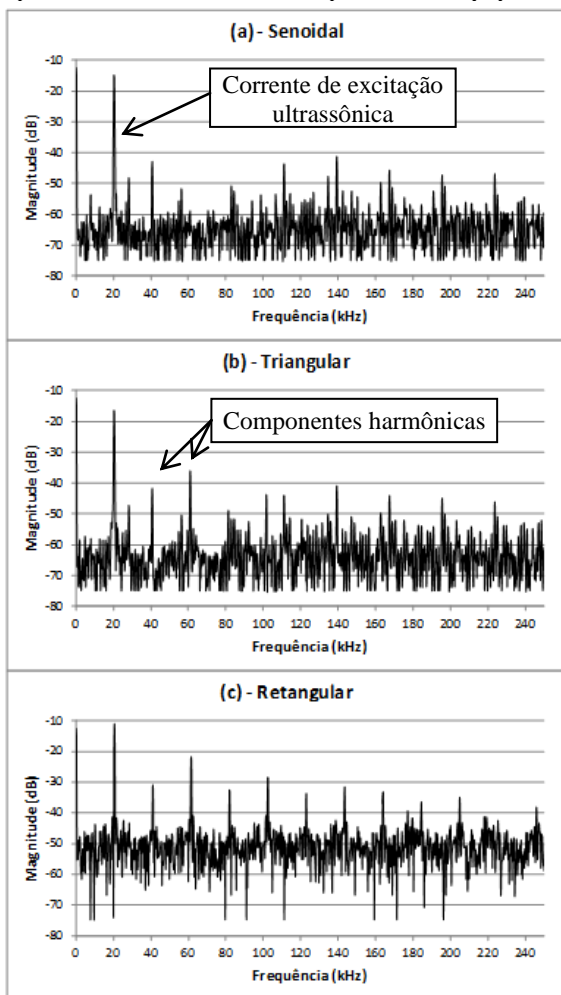 (a) - Senoidal
Corrente de excitação
ultrassônica
Magnitude (dB)
-10
-20
-30
-40
-50
-60
-70
-80
0 20 40 60 80 100 120 140 160 180 200 220 240
Frequência (kHz)
(b) - Triangular
Componentes harmônicas
Magnitude (dB)
-10
-20
-30
-40
-50
-60
-70
-80
0 20 40 60 80 100 120 140 160 180 200 220 240
Frequência (kHz)
(c) - Retangular
Magnitude (dB)
-10
-20
-30
-40
-50
-60
-70
-80
0 20 40 60 80 100 120 140 160 180 200 220 240
Frequência (kHz)